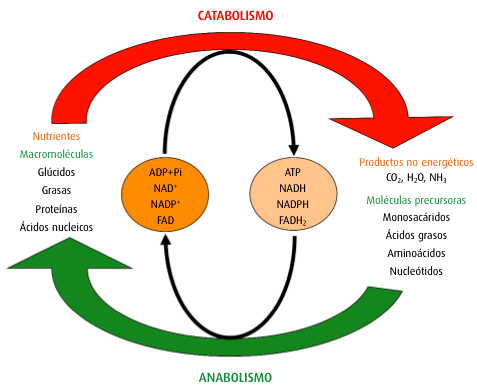 CATABOLISMO
Nutrientes
Macromoléculas
Glúcidos
Grasas
Proteínas
Ácidos nucleicos
ADP+Pi
NAD⁺
NADP⁺
FAD
ATP
NADH
NADPH
FADH₂
Productos no energéticos
CO₂, H₂O, NH₃
Moléculas precursoras
Monosacáridos
Ácidos grasos
Aminoácidos
Nucleótidos
ANABOLISMO